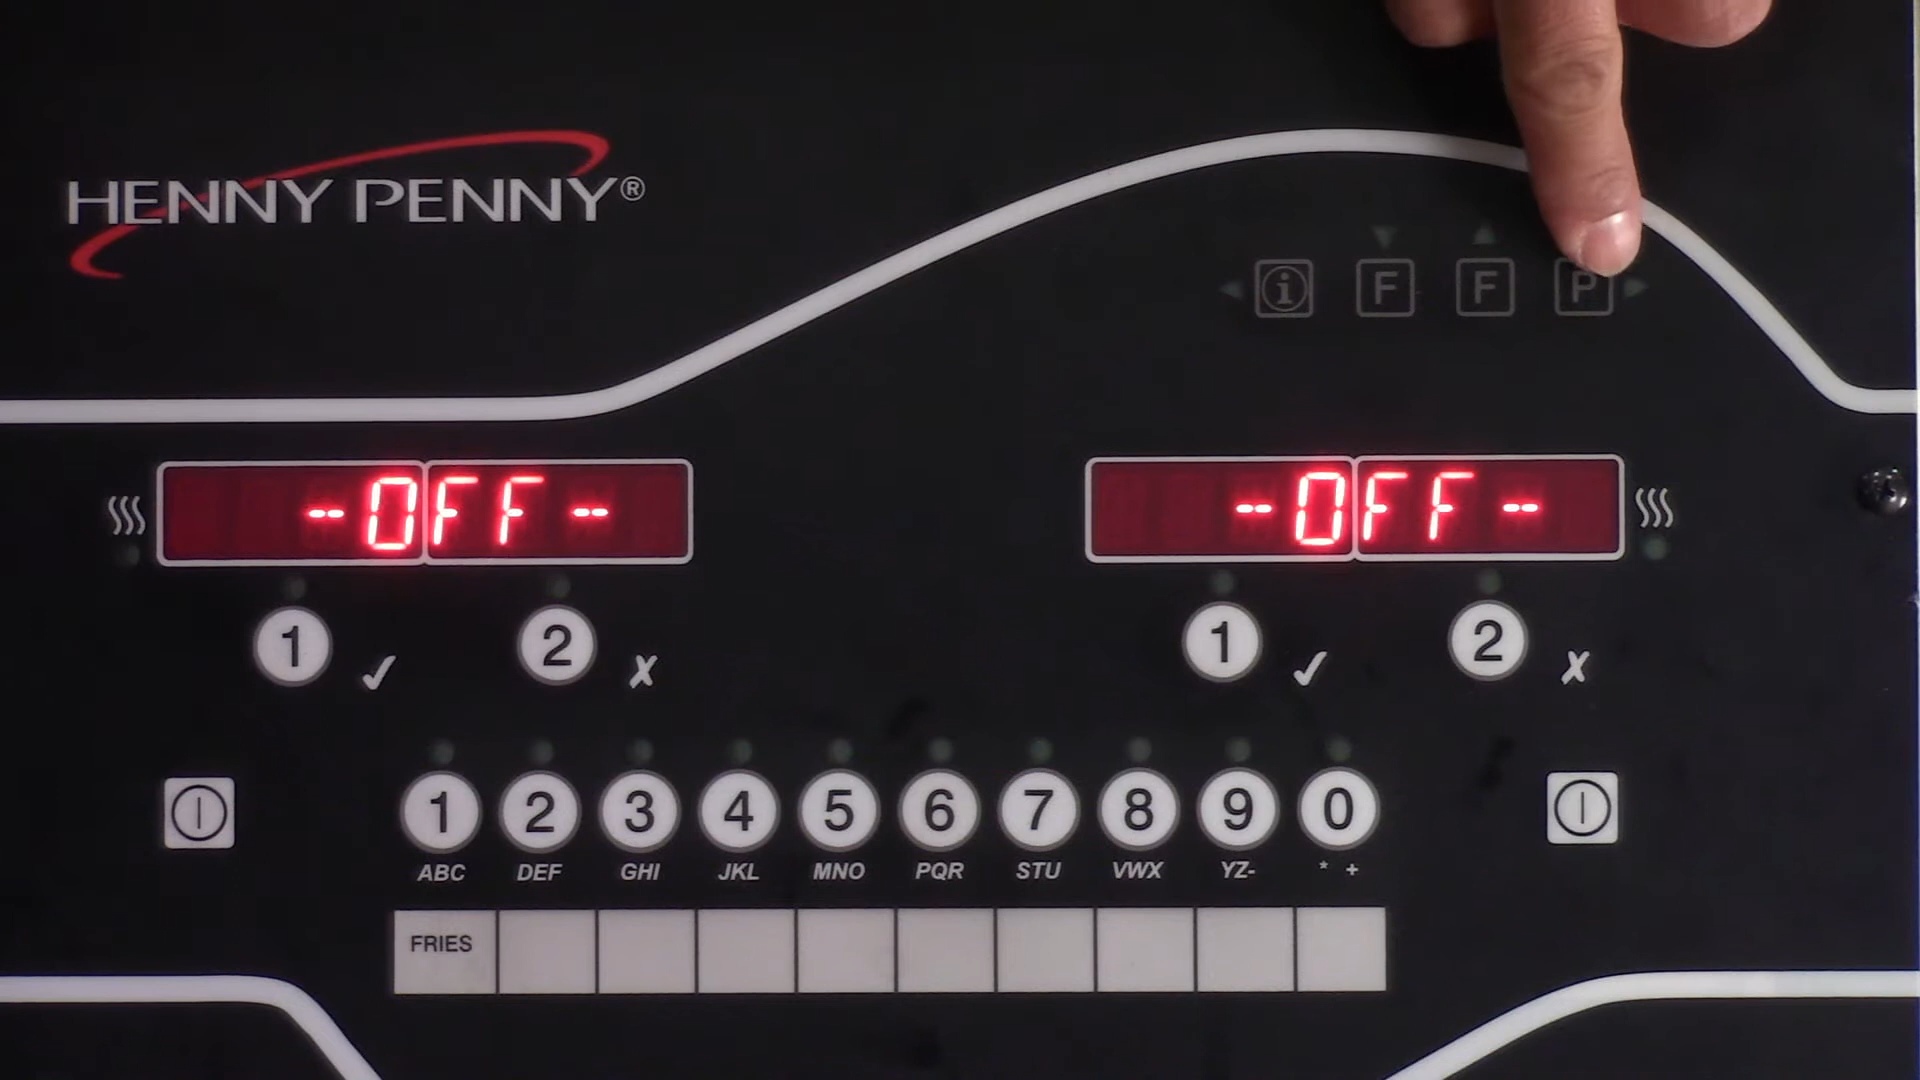 HENNY PENNY®
i F F P
-OFF- -OFF-
1 ✓ 2 X 1 ✓ 2 X
1 2 3 4 5 6 7 8 9 0
ABC DEF GHI JKL MNO PQR STU VWX YZ- * +
FRIES